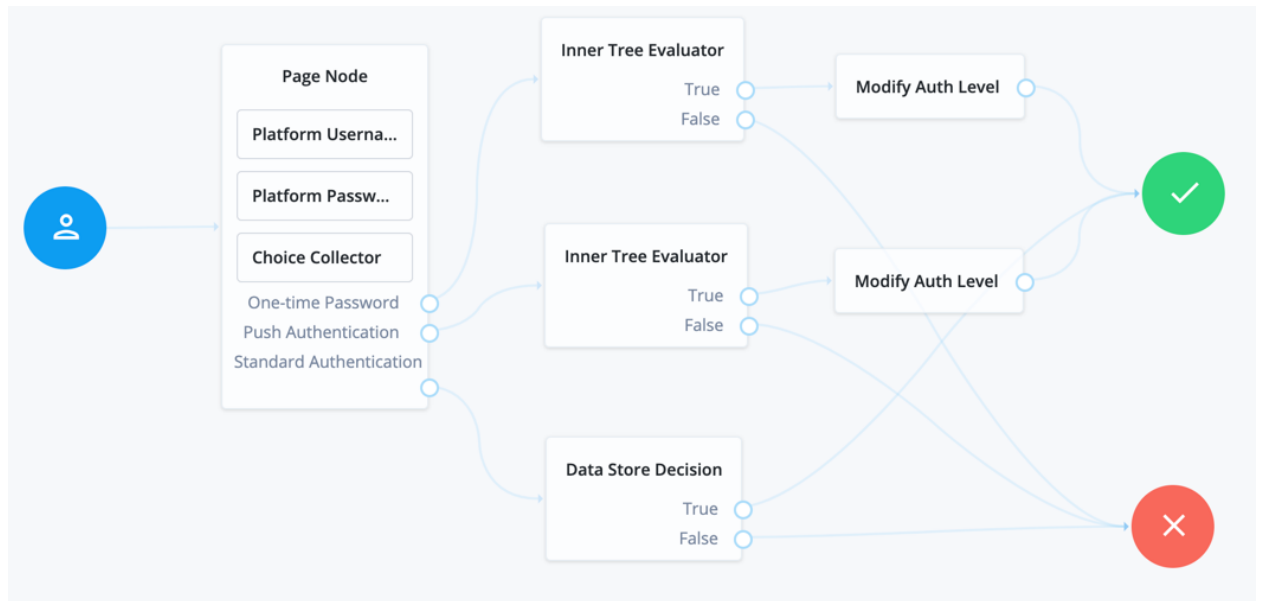 Page Node
Platform Userna...
Platform Passw...
Choice Collector
One-time Password
Push Authentication
Standard Authentication
Inner Tree Evaluator
True
False
Modify Auth Level
Inner Tree Evaluator
True
False
Modify Auth Level
Data Store Decision
True
False